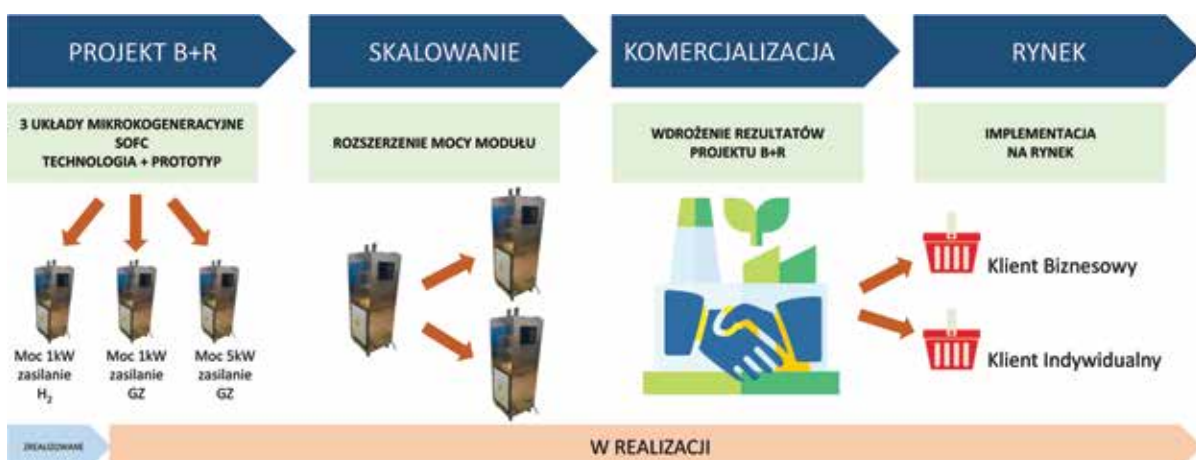 PROJEKT B+R
SKALOWANIE
KOMERCJALIZACJA
RYNEK
3 UKŁADY MIKROKOGENERACYJNE
SOFC
TECHNOLOGIA + PROTOTYP
ROZSZERZENIE MOCY MODUŁU
WDROŻENIE REZULTATÓW
PROJEKTU B+R
IMPLEMENTACJA
NA RYNEK
Moc 1kW
zasilanie
H₂
Moc 1kW
zasilanie
GZ
Moc 5kW
zasilanie
GZ
Klient Biznesowy
Klient Indywidualny
ZREALIZOWANE
W REALIZACJI